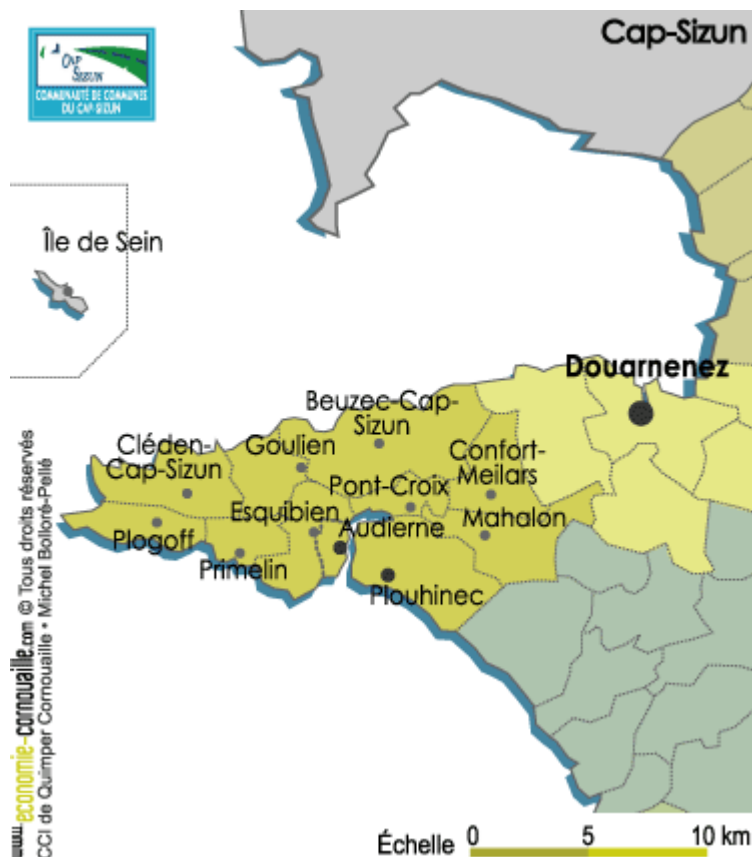 Cap-Sizun
CAP
SIZUN
COMMUNAUTÉ DE COMMUNES
DU CAP-SIZUN
Île de Sein
Douarnenez
Beuzec-Cap-
Sizun
Cléden-
Cap-Sizun
Goulien
Confort-
Meilars
Pont-Croix
Esquibien
Audierne
Mahalon
Plogoff
Primelin
Plouhinec
www.economie-cornouaille.com © Tous droits réservés
CCI de Quimper Cornouaille • Michel Bolloré-Pellé
Échelle 0 5 10 km